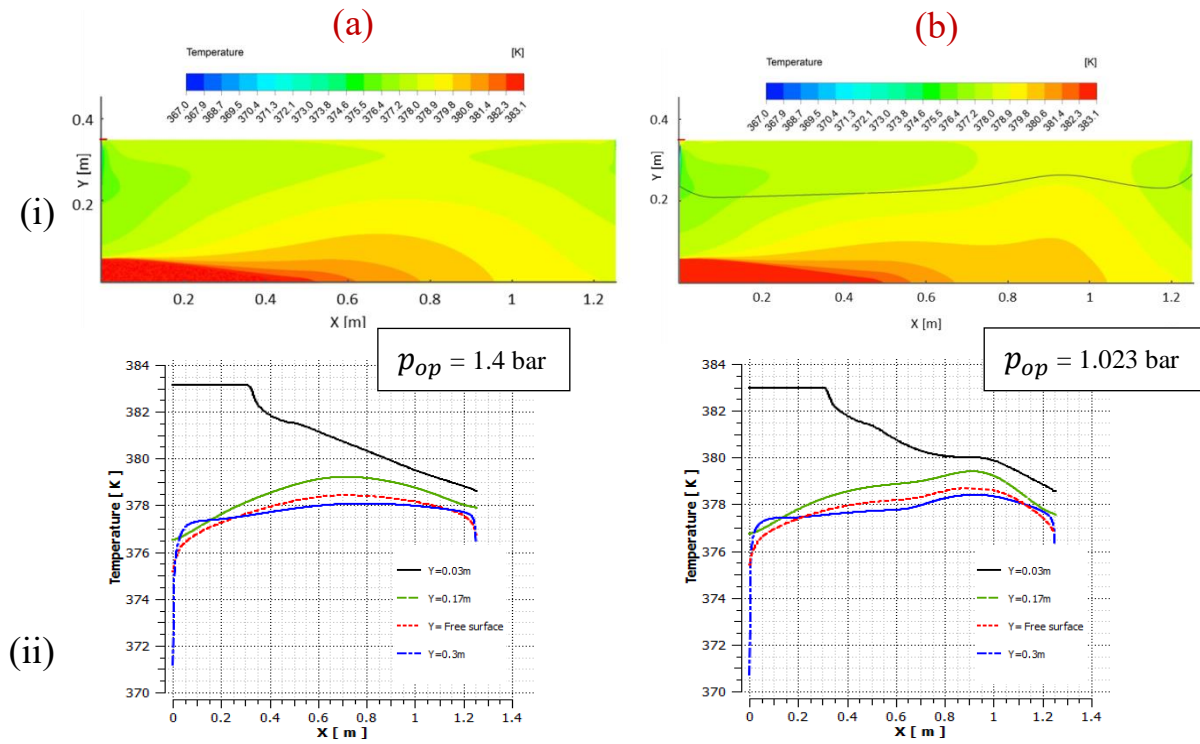 (a)
(b)
Temperature [K]
367.0 367.9 368.7 369.5 370.4 371.3 372.1 373.0 373.8 374.6 375.5 376.4 377.2 378.0 378.9 379.8 380.6 381.4 382.3 383.1
Temperature [K]
367.0 367.9 368.7 369.5 370.4 371.3 372.1 373.0 373.8 374.6 375.5 376.4 377.2 378.0 378.9 379.8 380.6 381.4 382.3 383.1
(i)
0.4
Y [m]
0.2
0.2 0.4 0.6 0.8 1 1.2
X [m]
0.4
Y [m]
0.2
0.2 0.4 0.6 0.8 1 1.2
X [m]
p_op = 1.4 bar
p_op = 1.023 bar
(ii)
Temperature [ K ]
384
382
380
378
376
374
372
370
Y=0.03m
Y=0.17m
Y= Free surface
Y=0.3m
0 0.2 0.4 0.6 0.8 1 1.2 1.4
X [ m ]
Temperature [ K ]
384
382
380
378
376
374
372
370
Y=0.03m
Y=0.17m
Y= Free surface
Y=0.3m
0 0.2 0.4 0.6 0.8 1 1.2 1.4
X [ m ]